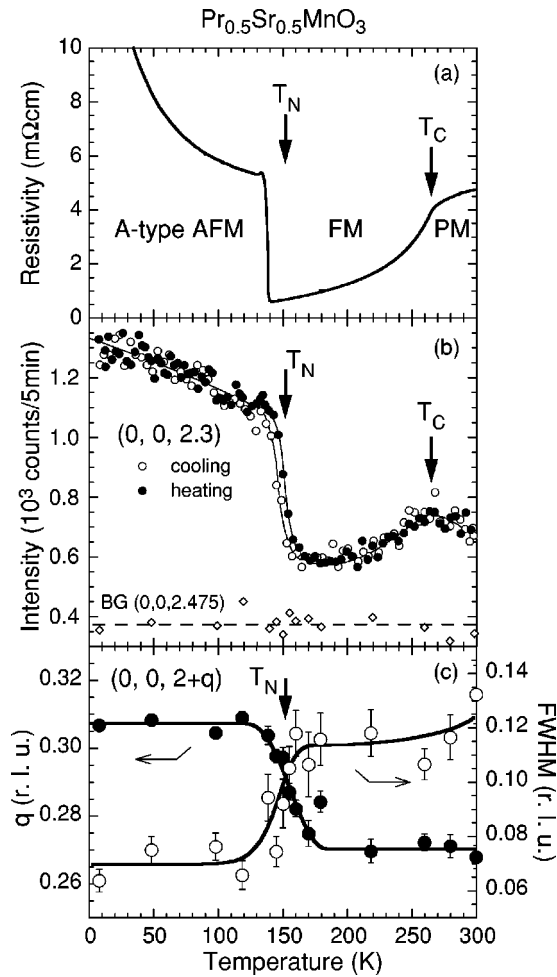 Pr0.5Sr0.5MnO3
10
(a)
8
TN
6
TC
4
A-type AFM
FM
PM
2
0
Resistivity (mΩcm)
(b)
TN
1.2
TC
1.0
(0, 0, 2.3)
cooling
heating
0.8
0.6
BG (0,0,2.475)
0.4
Intensity (10³ counts/5min)
0.32
(0, 0, 2+q)
TN
(c)
0.14
0.30
0.12
0.10
0.28
0.08
0.26
0.06
q (r. l. u.)
FWHM (r. l. u.)
0 50 100 150 200 250 300
Temperature (K)